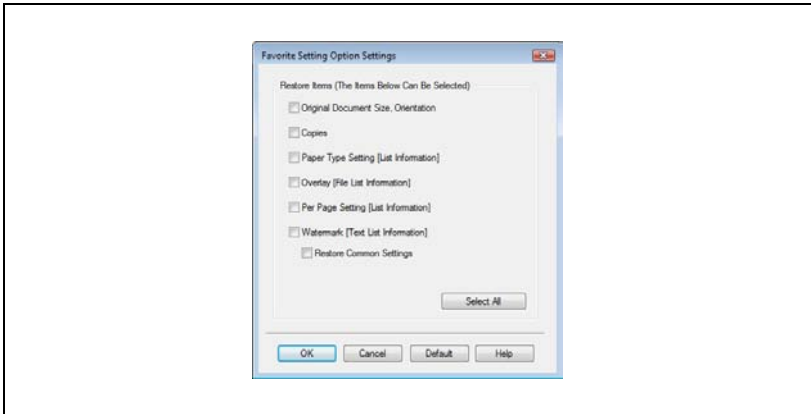 Favorite Setting Option Settings
Restore Items (The Items Below Can Be Selected)
Original Document Size, Orientation
Copies
Paper Type Setting [List Information]
Overlay [File List Information]
Per Page Setting [List Information]
Watermark [Text List Information]
Restore Common Settings
Select All
OK Cancel Default Help